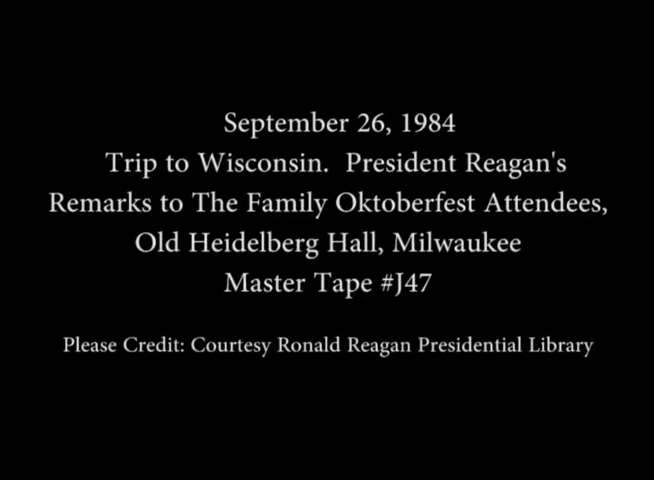 September 26, 1984
Trip to Wisconsin.  President Reagan's
Remarks to The Family Oktoberfest Attendees,
Old Heidelberg Hall, Milwaukee
Master Tape #J47
Please Credit: Courtesy Ronald Reagan Presidential Library